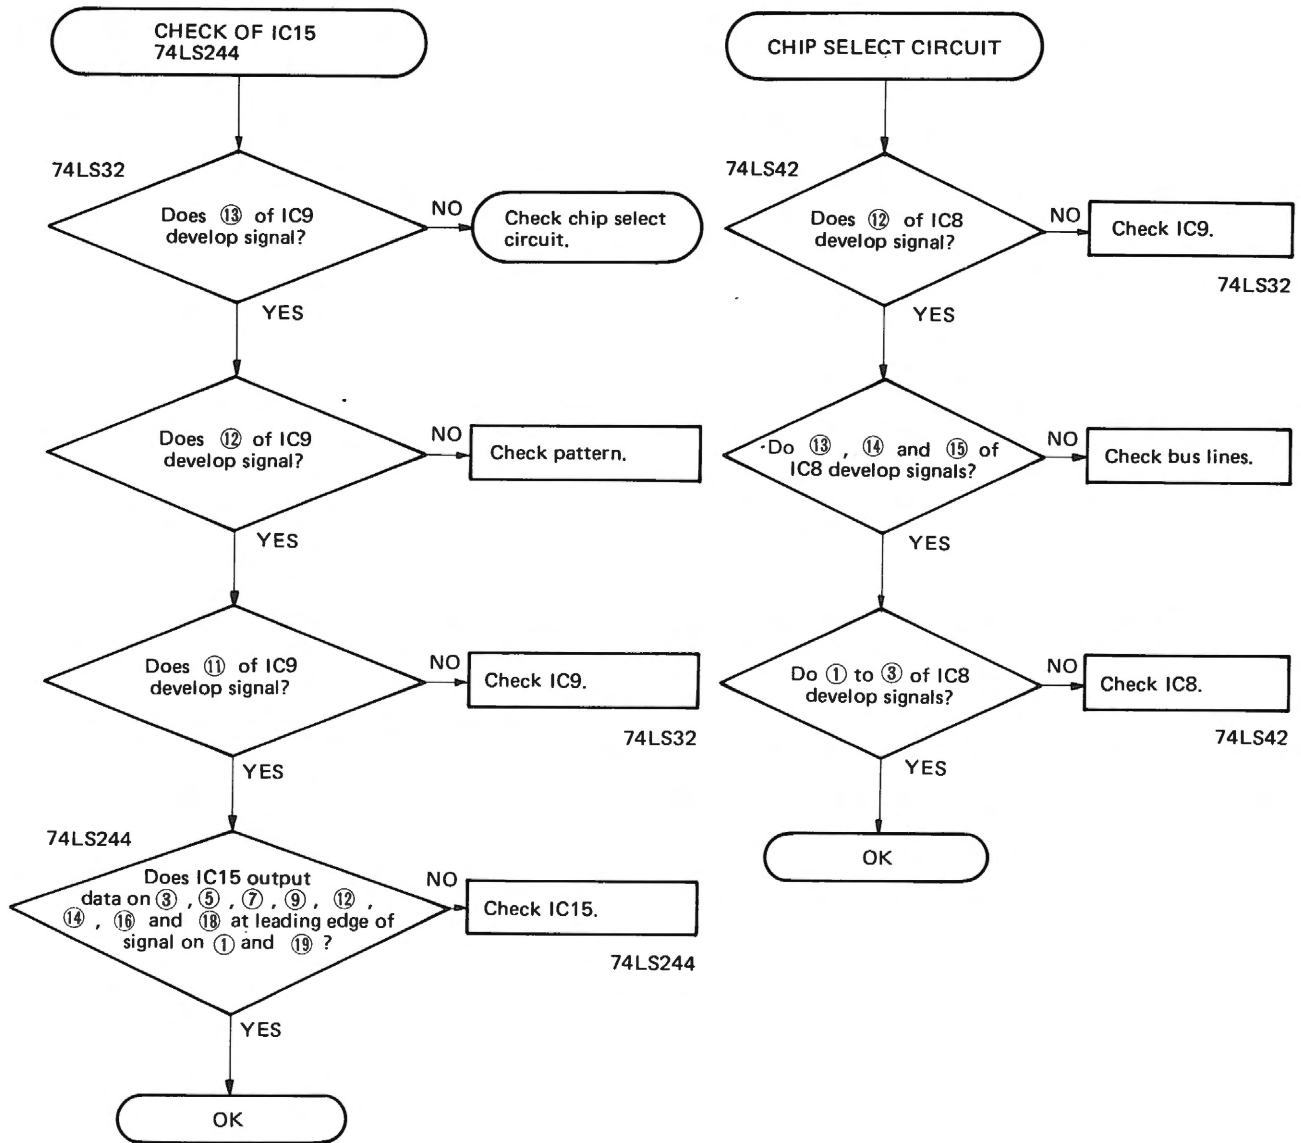 CHECK OF IC15
74LS244
74LS32
Does ⑬ of IC9
develop signal?
NO
Check chip select
circuit.
YES
Does ⑫ of IC9
develop signal?
NO
Check pattern.
YES
Does ⑪ of IC9
develop signal?
NO
Check IC9.
74LS32
YES
74LS244
Does IC15 output
data on ③ , ⑤ , ⑦ , ⑨ , ⑫ ,
⑭ , ⑯ and ⑱ at leading edge of
signal on ① and ⑲ ?
NO
Check IC15.
74LS244
YES
OK
CHIP SELECT CIRCUIT
74LS42
Does ⑫ of IC8
develop signal?
NO
Check IC9.
74LS32
YES
Do ⑬ , ⑭ and ⑮ of
IC8 develop signals?
NO
Check bus lines.
YES
Do ① to ③ of IC8
develop signals?
NO
Check IC8.
74LS42
YES
OK